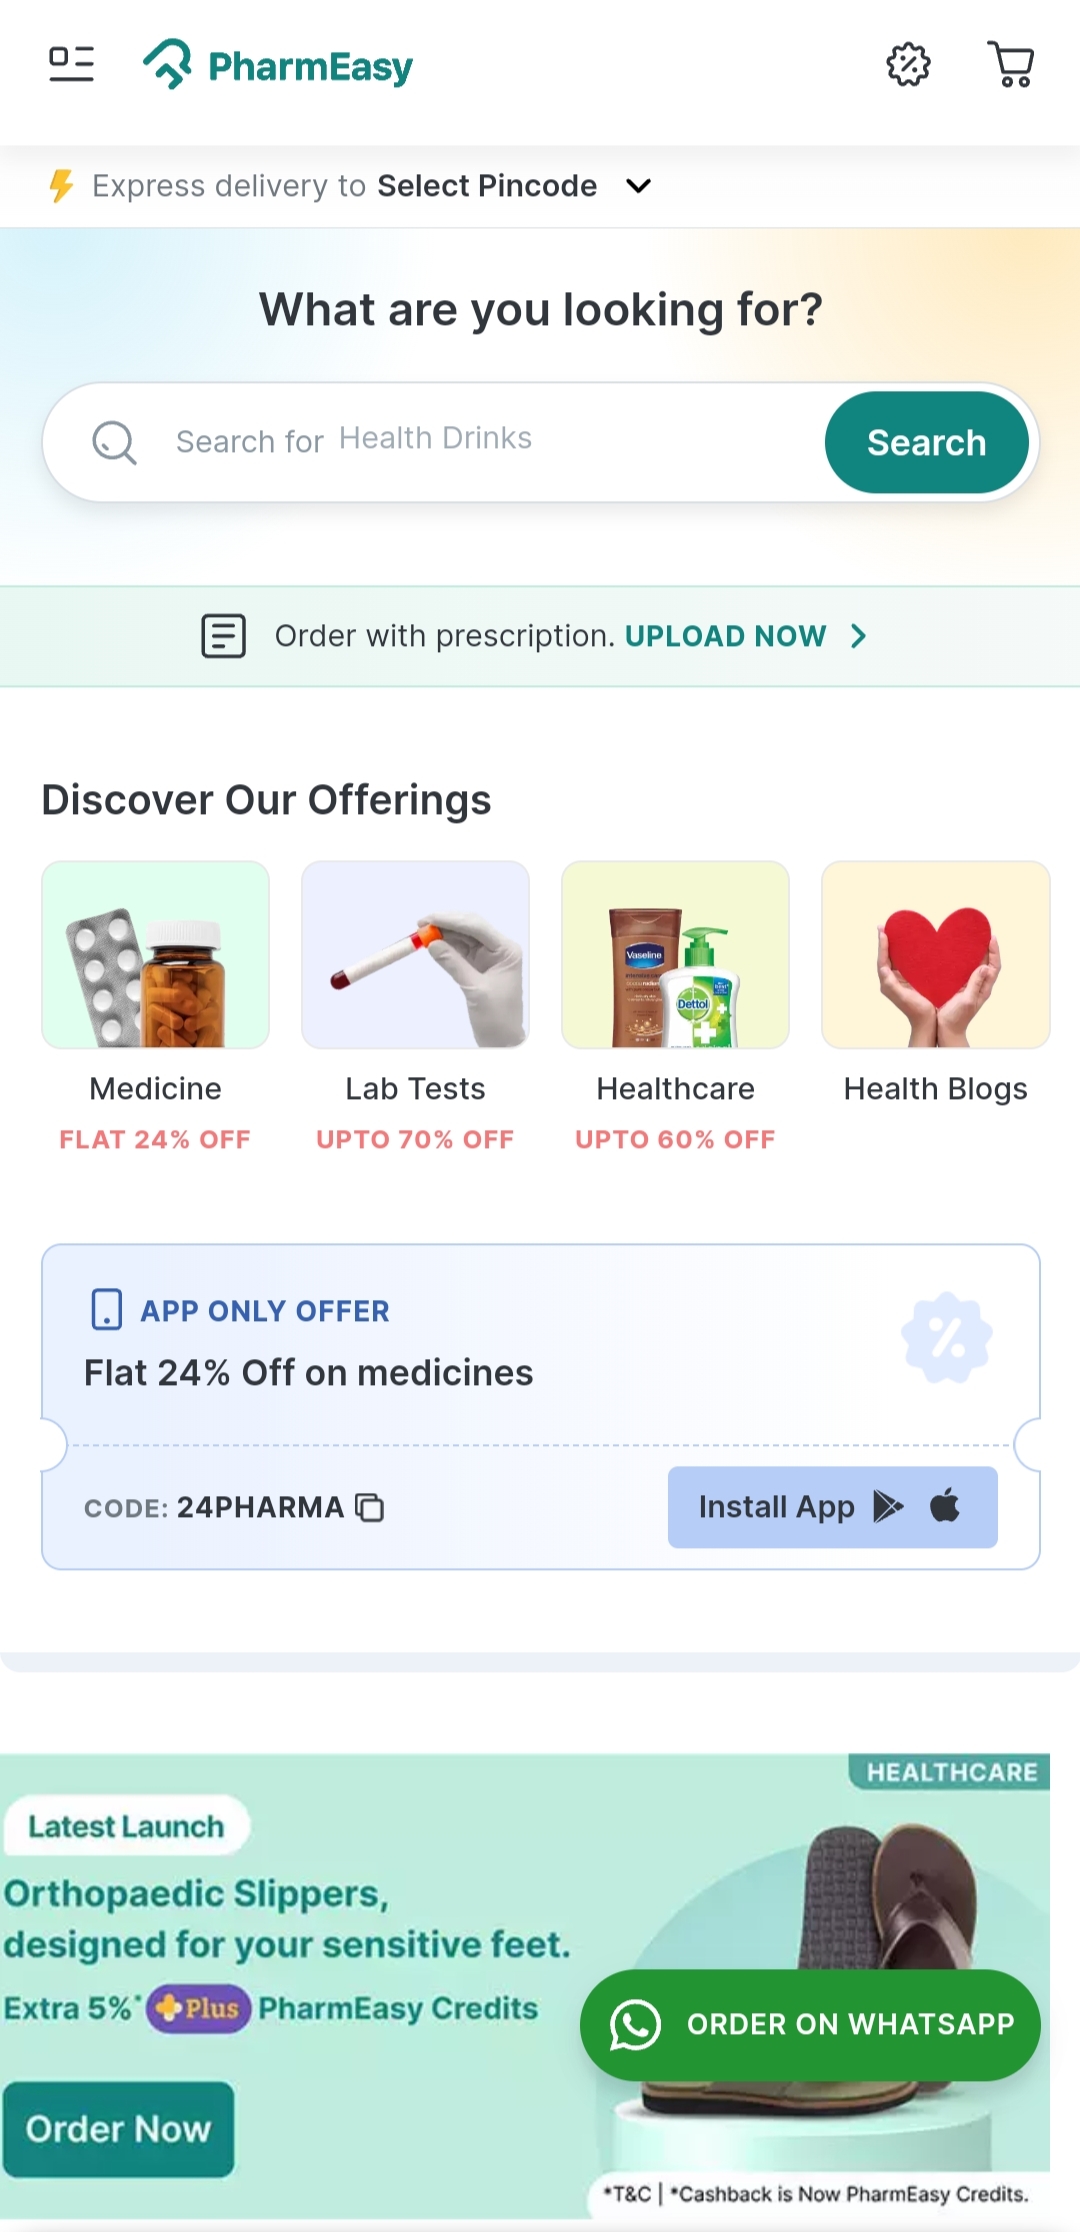 PharmEasy
Express delivery to Select Pincode
What are you looking for?
Search for Health Drinks
Search
Order with prescription. UPLOAD NOW
Discover Our Offerings
Vaseline
Dettol
Medicine
Lab Tests
Healthcare
Health Blogs
FLAT 24% OFF
UPTO 70% OFF
UPTO 60% OFF
APP ONLY OFFER
Flat 24% Off on medicines
CODE: 24PHARMA
Install App
HEALTHCARE
Latest Launch
Orthopaedic Slippers,
designed for your sensitive feet.
Extra 5%* Plus PharmEasy Credits
ORDER ON WHATSAPP
Order Now
*T&C | *Cashback is Now PharmEasy Credits.